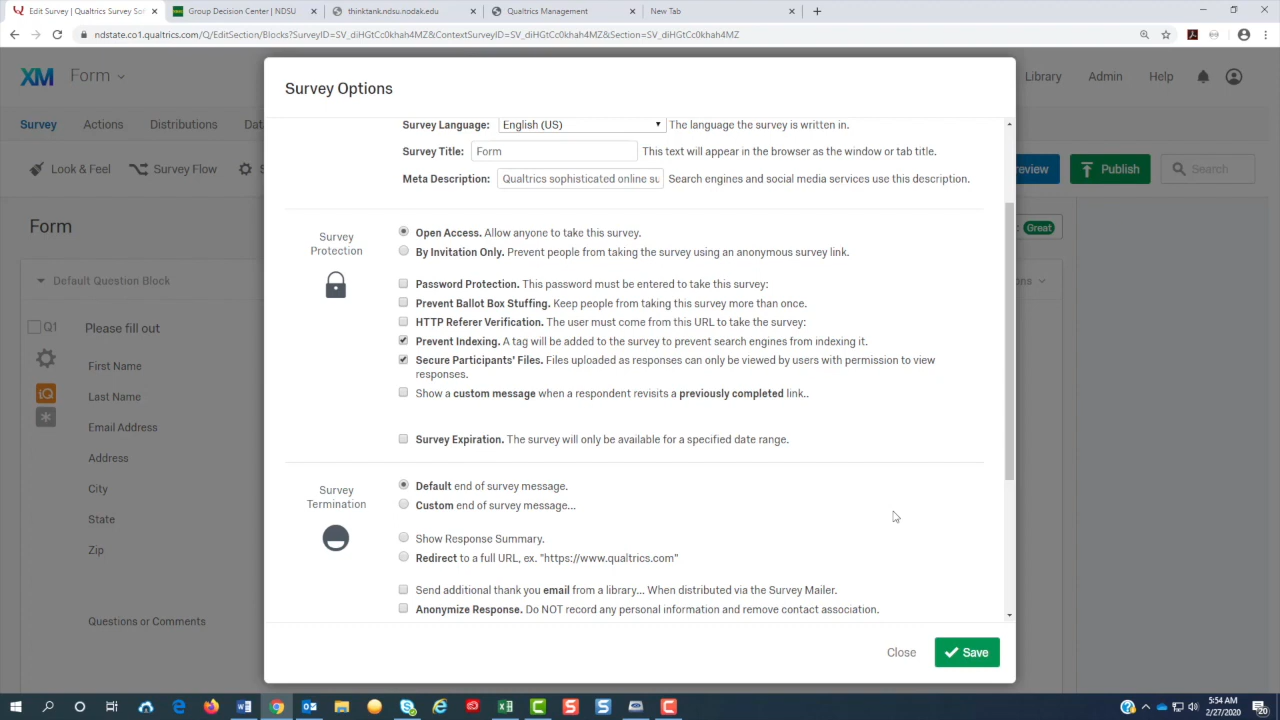 Edit Survey | Qualtrics Survey Sof
Group Decision Center | NDSU
thinktank.ndsu.nodak.edu
Qualtrics Management
New Tab
ndstate.co1.qualtrics.com/Q/EditSection/Blocks?SurveyID=SV_diHGtCc0khah4MZ&ContextSurveyID=SV_diHGtCc0khah4MZ&Section=SV_diHGtCc0khah4MZ
XM Form
Library Admin Help
Survey Actions Distributions Dat
Look & Feel Survey Flow S
review Publish Search
Form
Great
Default Question Block
ons
Q1 Please fill out
iQ
First Name
Last Name
Email Address
Address
City
State
Zip
Questions or Comments
Survey Options
Survey Language: English (US) The language the survey is written in.
Survey Title: Form This text will appear in the browser as the window or tab title.
Meta Description: Qualtrics sophisticated online su Search engines and social media services use this description.
Survey
Protection
Open Access. Allow anyone to take this survey.
By Invitation Only. Prevent people from taking the survey using an anonymous survey link.
Password Protection. This password must be entered to take this survey:
Prevent Ballot Box Stuffing. Keep people from taking this survey more than once.
HTTP Referer Verification. The user must come from this URL to take the survey:
Prevent Indexing. A tag will be added to the survey to prevent search engines from indexing it.
Secure Participants' Files. Files uploaded as responses can only be viewed by users with permission to view
responses.
Show a custom message when a respondent revisits a previously completed link..
Survey Expiration. The survey will only be available for a specified date range.
Survey
Termination
Default end of survey message.
Custom end of survey message...
Show Response Summary.
Redirect to a full URL, ex. "https://www.qualtrics.com"
Send additional thank you email from a library... When distributed via the Survey Mailer.
Anonymize Response. Do NOT record any personal information and remove contact association.
Close Save
5:54 AM
2/27/2020
20